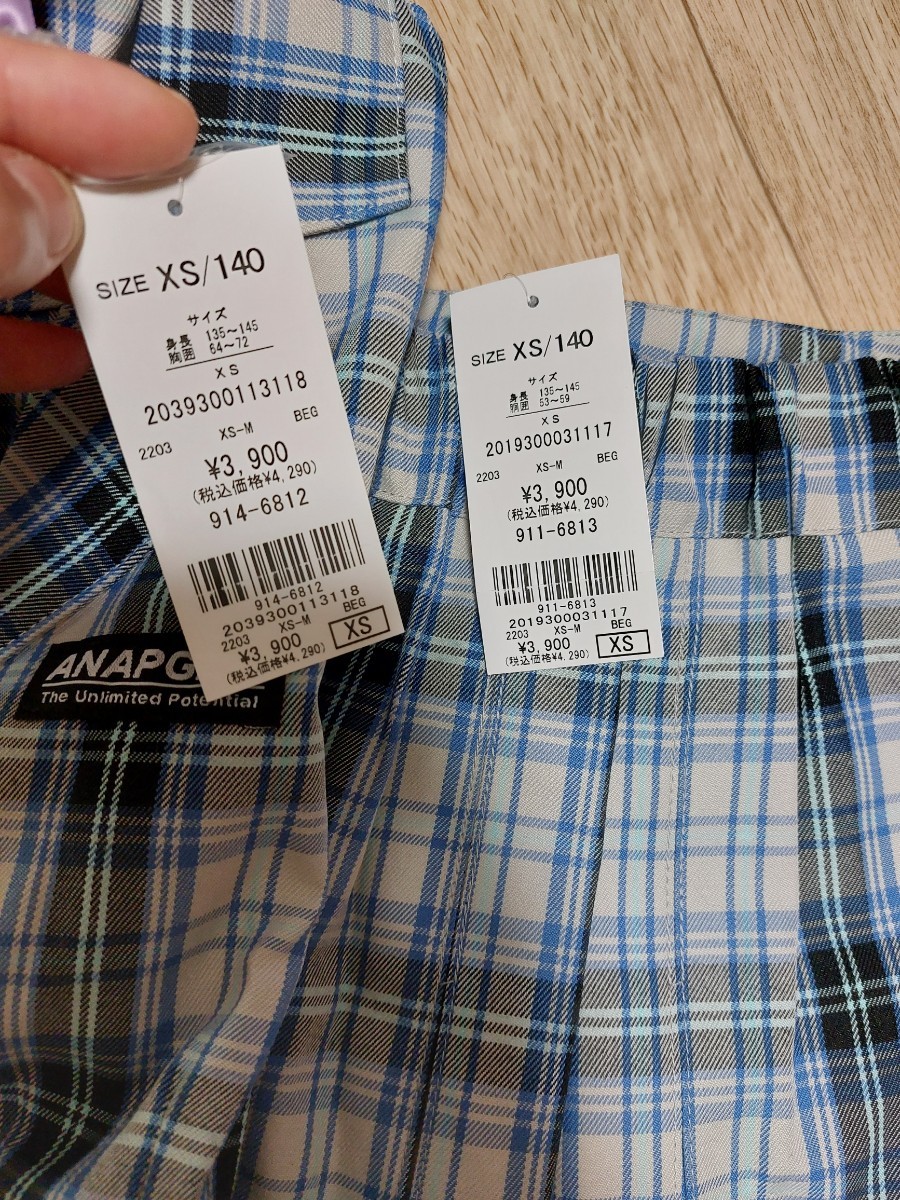 SIZE XS/140
サイズ
身長 135~145
胸囲 64~72
XS
2039300113118
XS-M BEG
2203
¥3,900
(税込価格¥4,290)
914-6812
914-6812
2039300113118
XS-M BEG
2203
¥3,900
(税込価格¥4,290)
XS
SIZE XS/140
サイズ
身長 135~145
胴囲 53~59
XS
2019300031117
XS-M BEG
2203
¥3,900
(税込価格¥4,290)
911-6813
911-6813
2019300031117
XS-M BEG
2203
¥3,900
(税込価格¥4,290)
XS
The Unlimited Potential